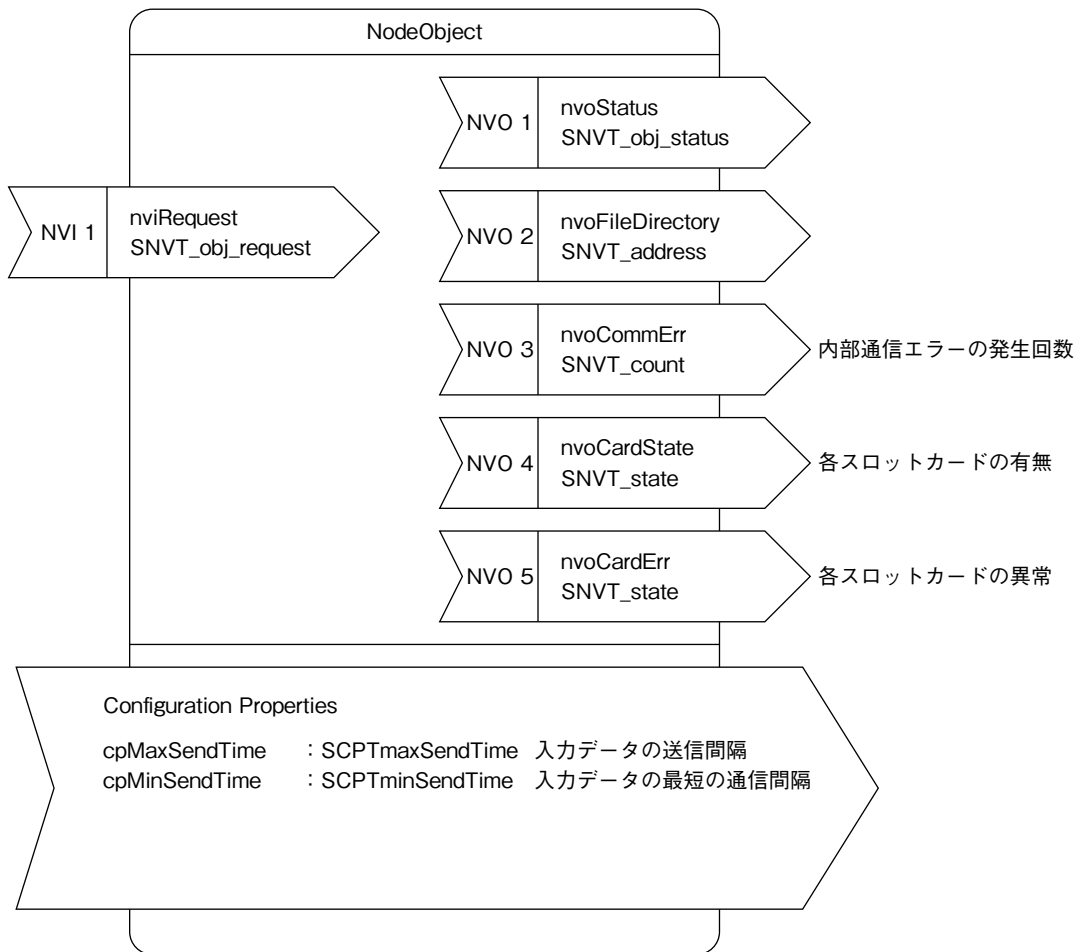 NodeObject
NVO 1
nvoStatus
SNVT_obj_status
NVI 1
nviRequest
SNVT_obj_request
NVO 2
nvoFileDirectory
SNVT_address
NVO 3
nvoCommErr
SNVT_count
内部通信エラーの発生回数
NVO 4
nvoCardState
SNVT_state
各スロットカードの有無
NVO 5
nvoCardErr
SNVT_state
各スロットカードの異常
Configuration Properties
cpMaxSendTime :SCPTmaxSendTime 入力データの送信間隔
cpMinSendTime :SCPTminSendTime 入力データの最短の通信間隔